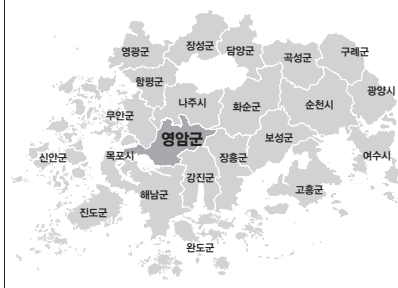 영광군
장성군
담양군
곡성군
구례군
함평군
광양시
나주시
화순군
순천시
무안군
영암군
보성군
신안군
목포시
장흥군
여수시
강진군
해남군
고흥군
진도군
완도군